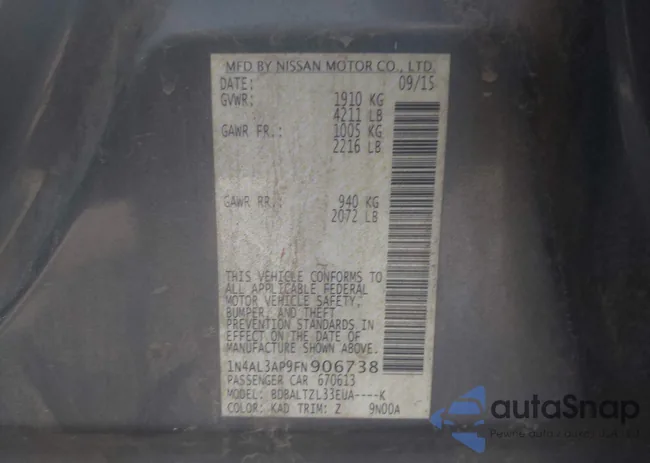 MFD BY NISSAN MOTOR CO., LTD.
DATE: 09/15
GVWR: 1910 KG
4211 LB
GAWR FR.: 1005 KG
2216 LB
GAWR RR.: 940 KG
2072 LB
THIS VEHICLE CONFORMS TO
ALL APPLICABLE FEDERAL
MOTOR VEHICLE SAFETY,
BUMPER, AND THEFT
PREVENTION STANDARDS IN
EFFECT ON THE DATE OF
MANUFACTURE SHOWN ABOVE.
1N4AL3AP9FN906738
PASSENGER CAR 670613
MODEL: BDBALTZL33EUA----K
COLOR: KAD TRIM: Z 9N00A
autoSnap
Pewne auto z aukcji